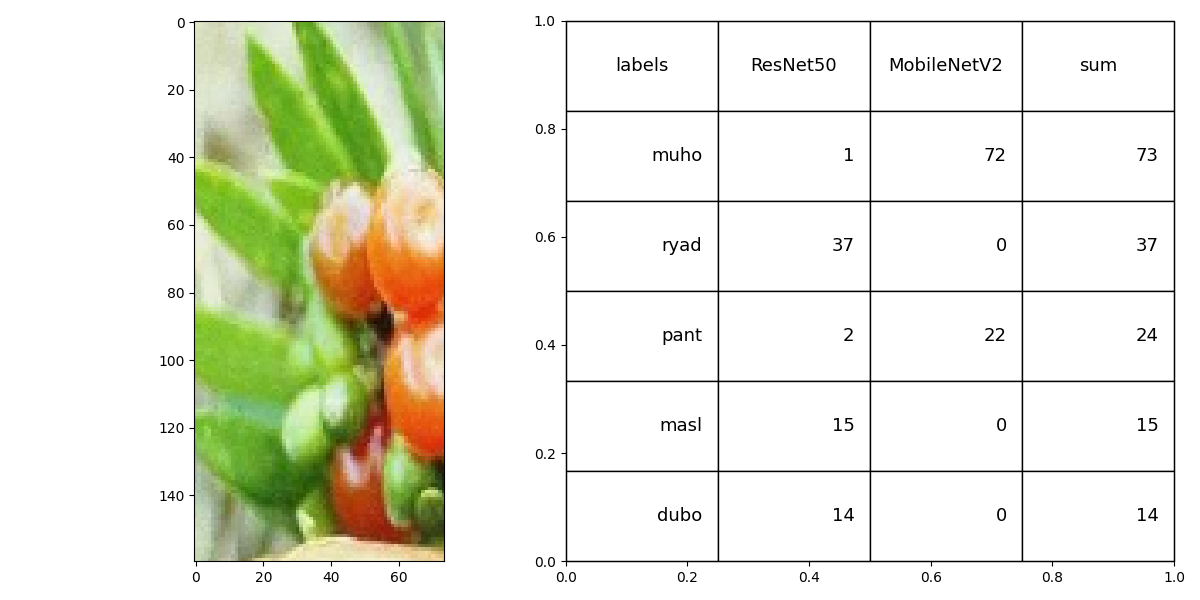 0
20
40
60
80
100
120
140
0 20 40 60
1.0
0.8
0.6
0.4
0.2
0.0
0.0 0.2 0.4 0.6 0.8 1.0
labels ResNet50 MobileNetV2 sum
muho 1 72 73
ryad 37 0 37
pant 2 22 24
masl 15 0 15
dubo 14 0 14